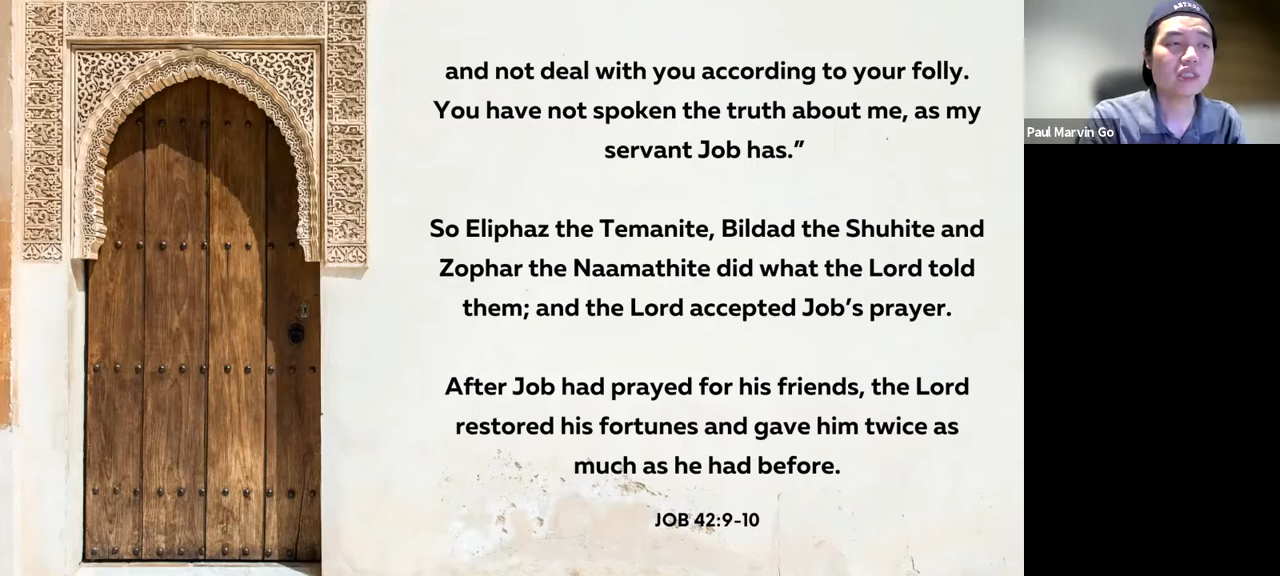 and not deal with you according to your folly.
You have not spoken the truth about me, as my
servant Job has.”
So Eliphaz the Temanite, Bildad the Shuhite and
Zophar the Naamathite did what the Lord told
them; and the Lord accepted Job’s prayer.
After Job had prayed for his friends, the Lord
restored his fortunes and gave him twice as
much as he had before.
JOB 42:9-10
Paul Marvin Go